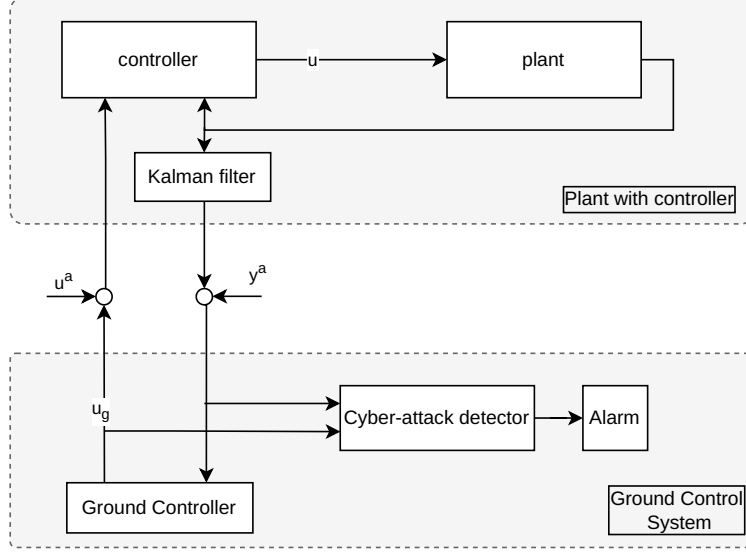 controller
u
plant
Kalman filter
Plant with controller
u^a
y^a
u_g
Cyber-attack detector
Alarm
Ground Controller
Ground Control
System